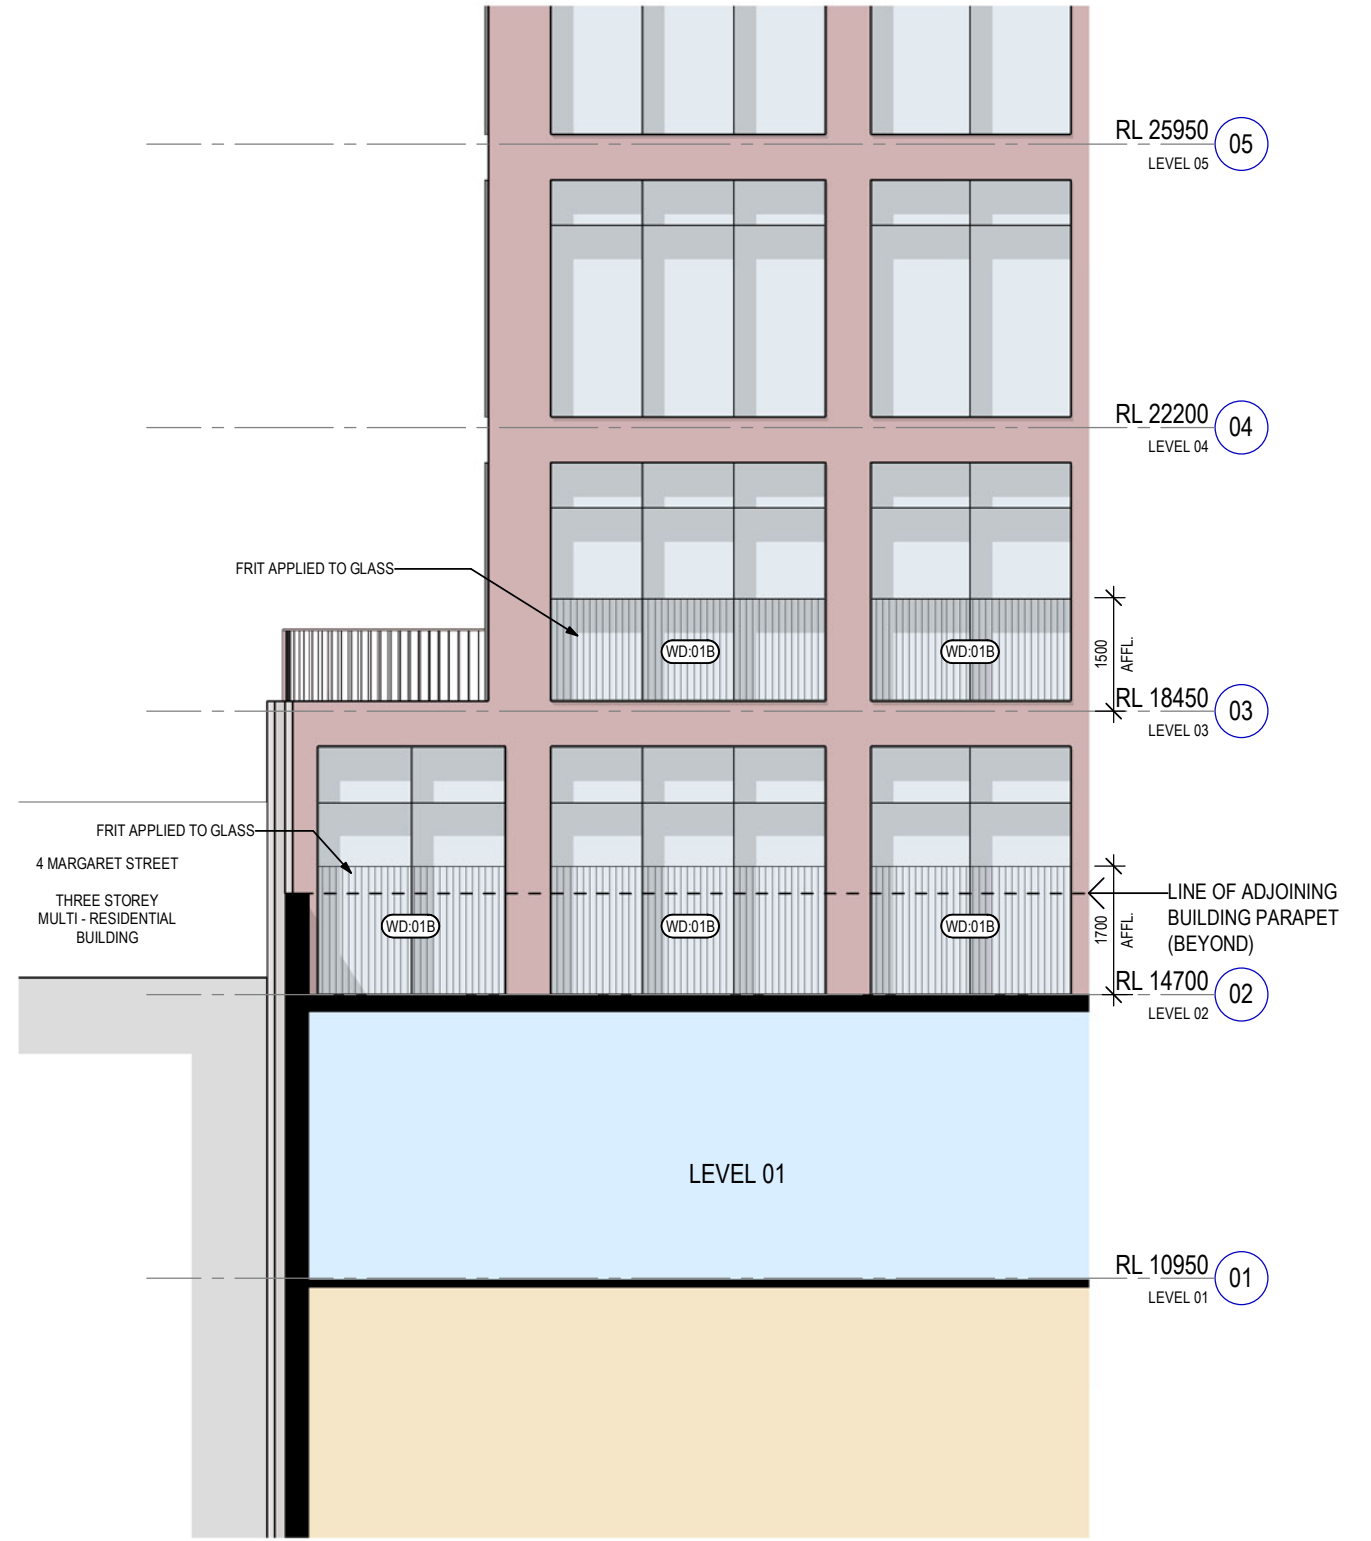 RL 25950
05
LEVEL 05
RL 22200
04
LEVEL 04
FRIT APPLIED TO GLASS
WD:01B
WD:01B
1500
AFFL.
RL 18450
03
LEVEL 03
FRIT APPLIED TO GLASS
4 MARGARET STREET
THREE STOREY
MULTI - RESIDENTIAL
BUILDING
WD:01B
WD:01B
WD:01B
1700
AFFL.
LINE OF ADJOINING
BUILDING PARAPET
(BEYOND)
RL 14700
02
LEVEL 02
LEVEL 01
RL 10950
01
LEVEL 01